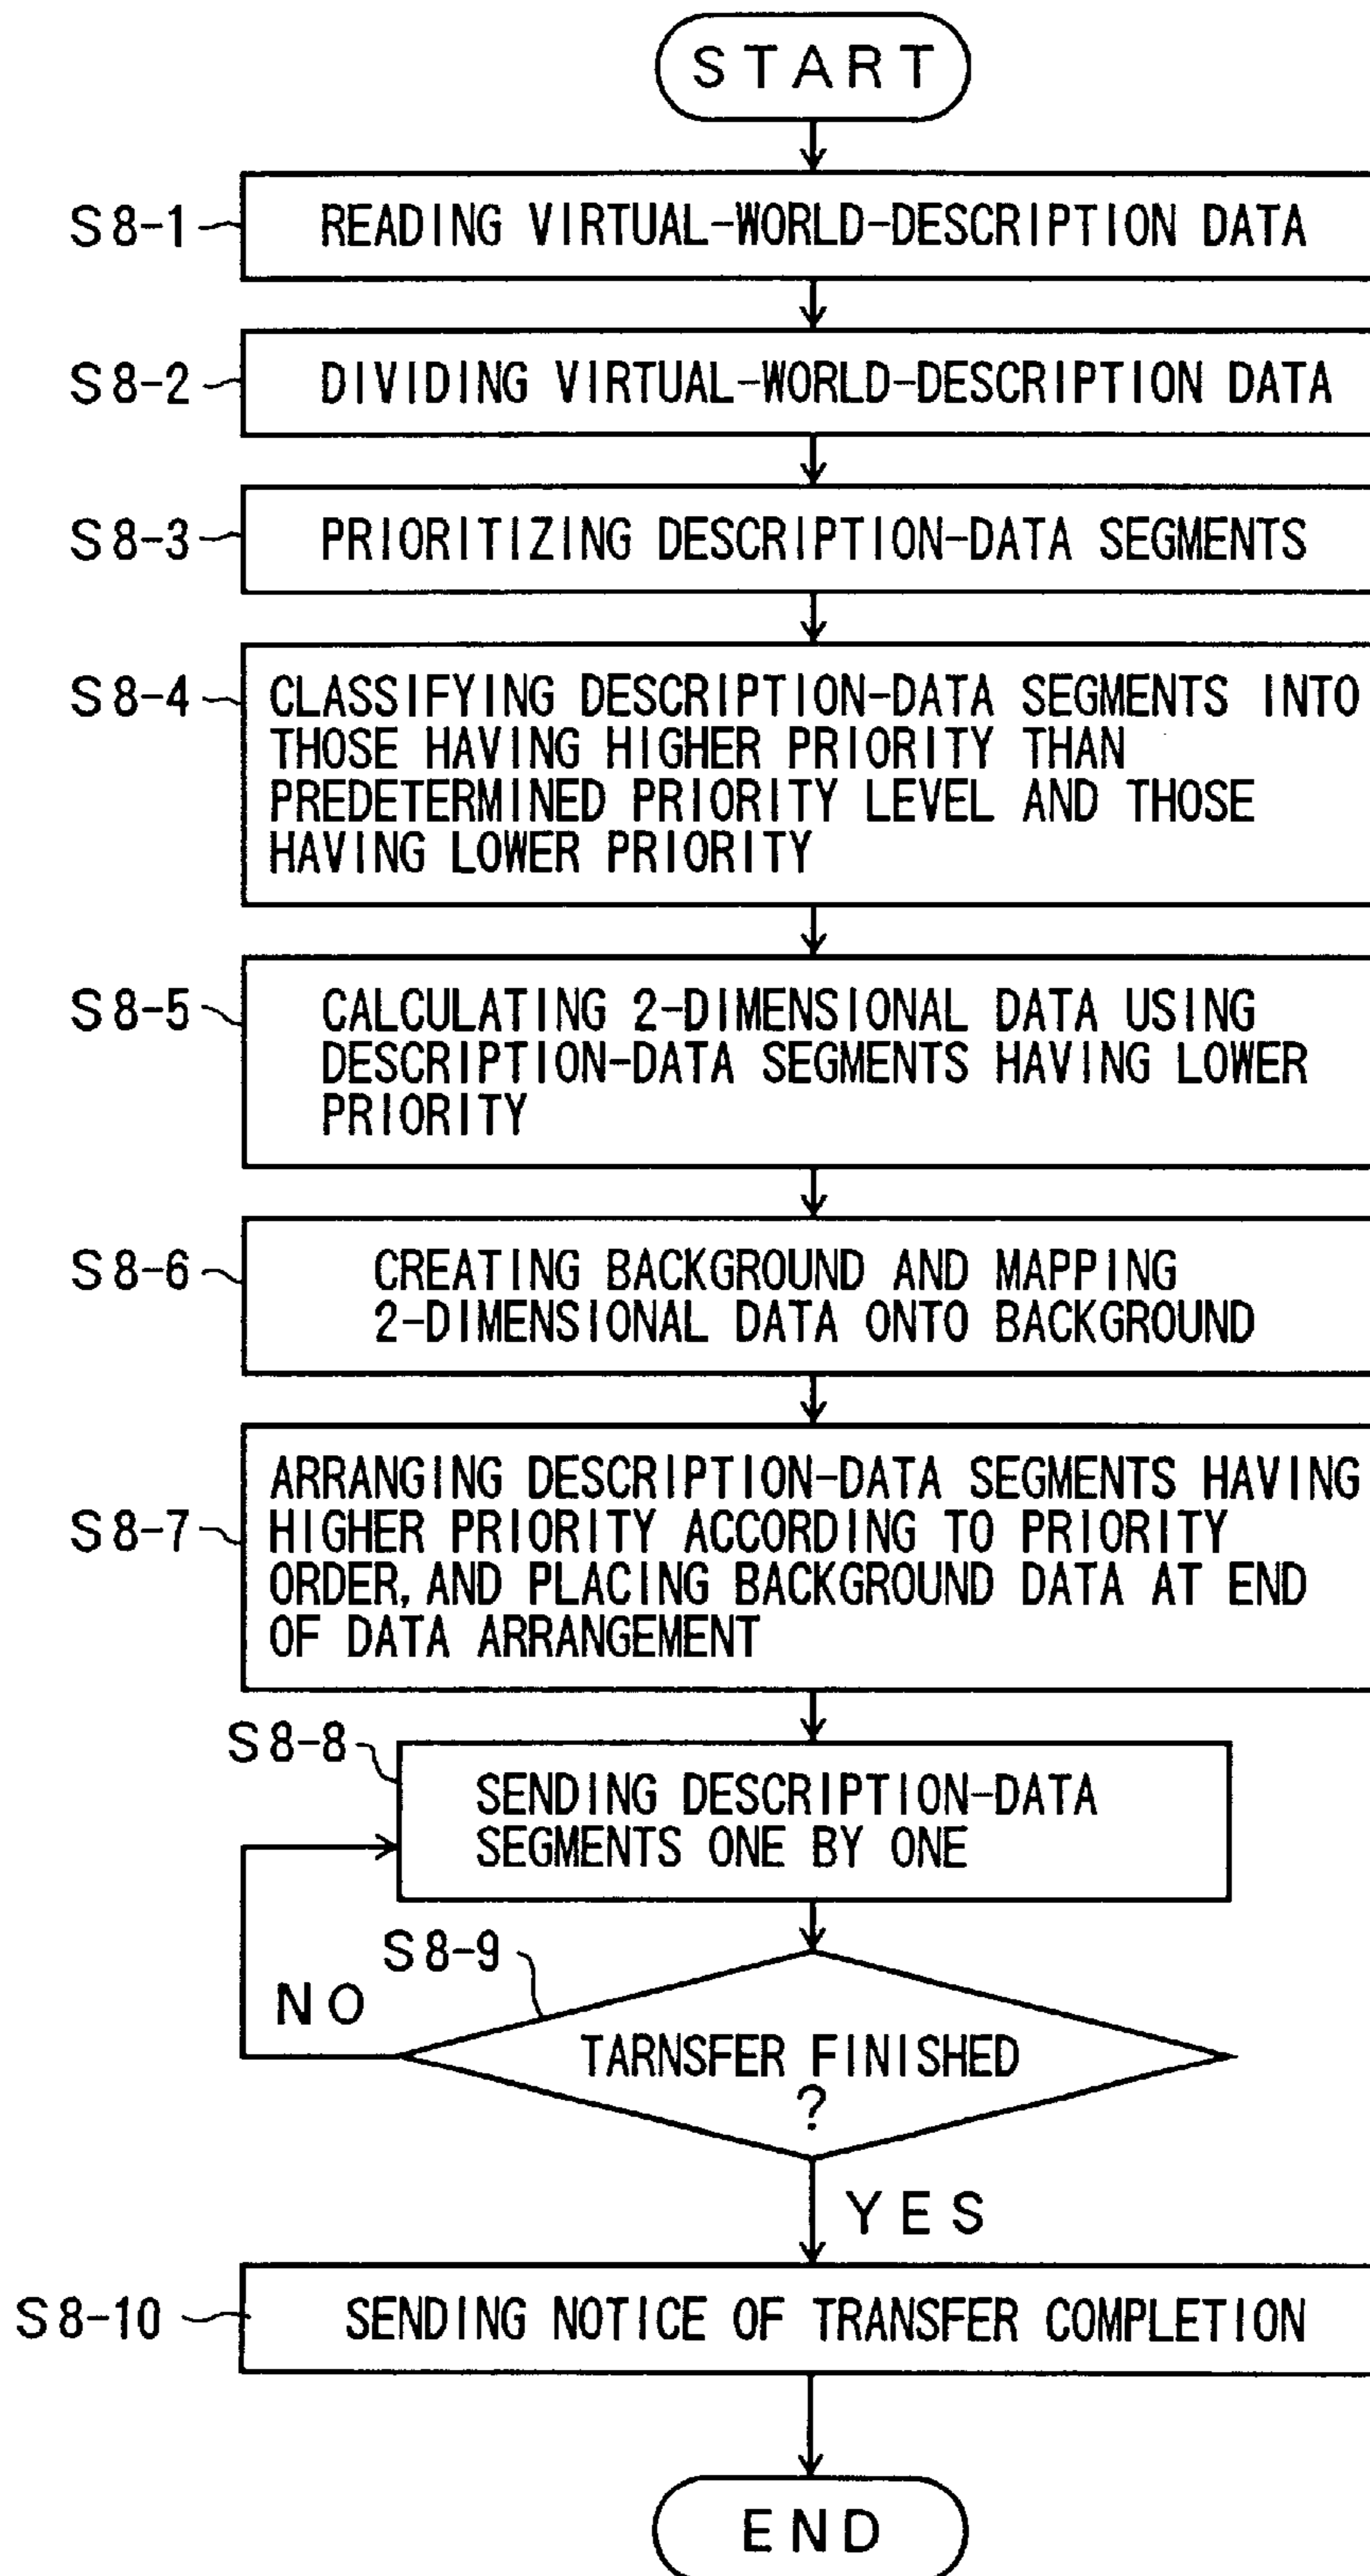 START
S8-1
READING VIRTUAL-WORLD-DESCRIPTION DATA
S8-2
DIVIDING VIRTUAL-WORLD-DESCRIPTION DATA
S8-3
PRIORITIZING DESCRIPTION-DATA SEGMENTS
S8-4
CLASSIFYING DESCRIPTION-DATA SEGMENTS INTO
THOSE HAVING HIGHER PRIORITY THAN
PREDETERMINED PRIORITY LEVEL AND THOSE
HAVING LOWER PRIORITY
S8-5
CALCULATING 2-DIMENSIONAL DATA USING
DESCRIPTION-DATA SEGMENTS HAVING LOWER
PRIORITY
S8-6
CREATING BACKGROUND AND MAPPING
2-DIMENSIONAL DATA ONTO BACKGROUND
S8-7
ARRANGING DESCRIPTION-DATA SEGMENTS HAVING
HIGHER PRIORITY ACCORDING TO PRIORITY
ORDER, AND PLACING BACKGROUND DATA AT END
OF DATA ARRANGEMENT
S8-8
SENDING DESCRIPTION-DATA
SEGMENTS ONE BY ONE
S8-9
NO
TARNSFER FINISHED
?
YES
S8-10
SENDING NOTICE OF TRANSFER COMPLETION
END